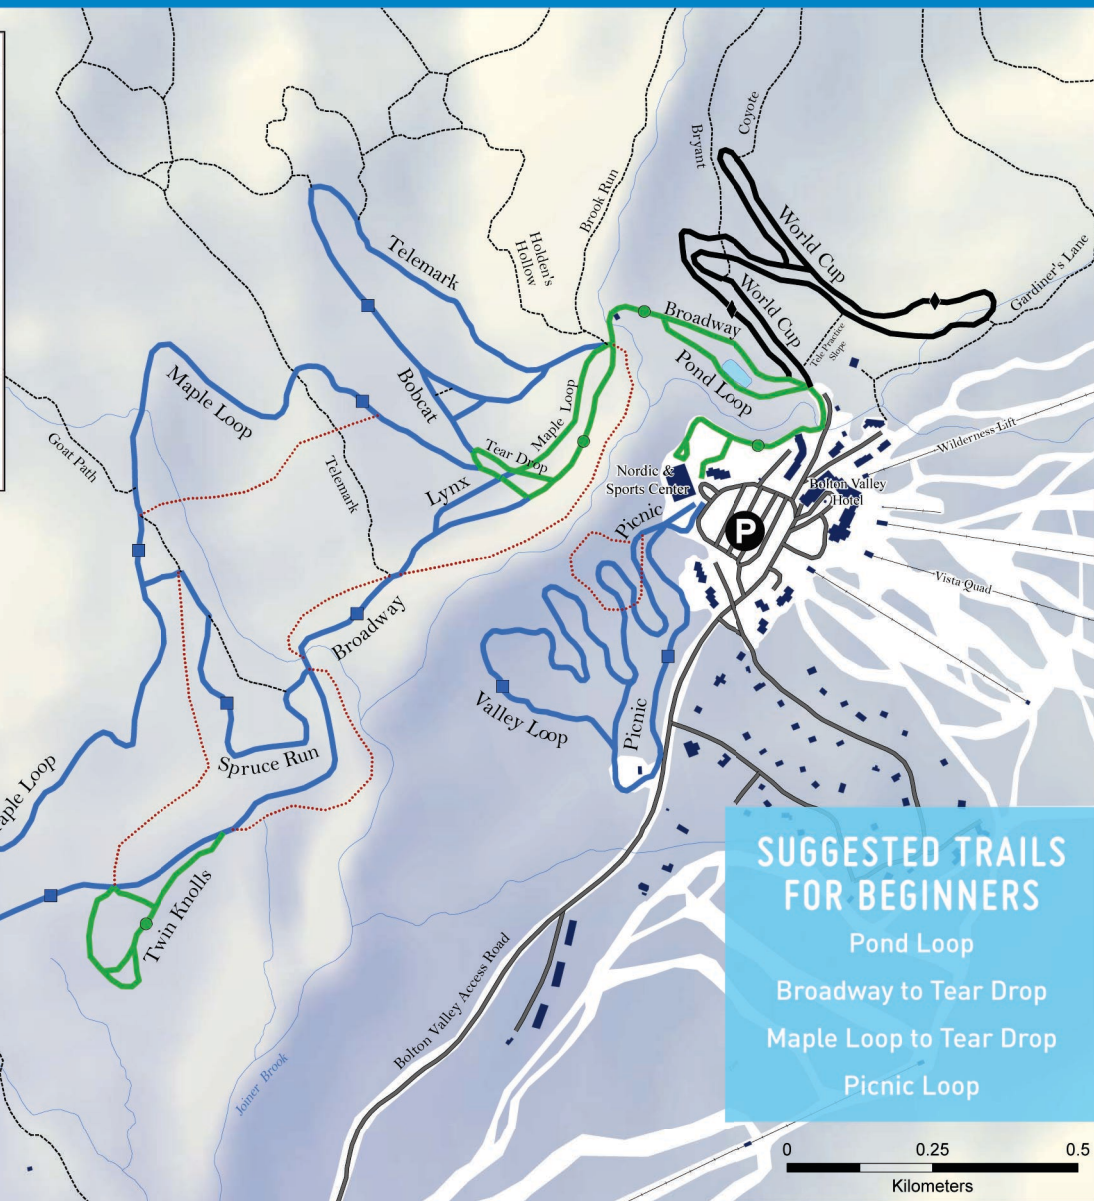 Bryant
Coyote
Brook Run
Holden's
Hollow
World Cup
World Cup
Gardiner's Lane
Telemark
Broadway
Tele Practice
Slope
Pond Loop
Maple Loop
Bobcat
Maple Loop
Goat Path
Telemark
Tear Drop
Lynx
Nordic &
Sports Center
Wilderness Lift
Bolton Valley
Hotel
Picnic
P
Vista Quad
Broadway
Valley Loop
Picnic
Spruce Run
aple Loop
Twin Knolls
Bolton Valley Access Road
Joiner Brook
SUGGESTED TRAILS
FOR BEGINNERS
Pond Loop
Broadway to Tear Drop
Maple Loop to Tear Drop
Picnic Loop
0 0.25 0.5
Kilometers